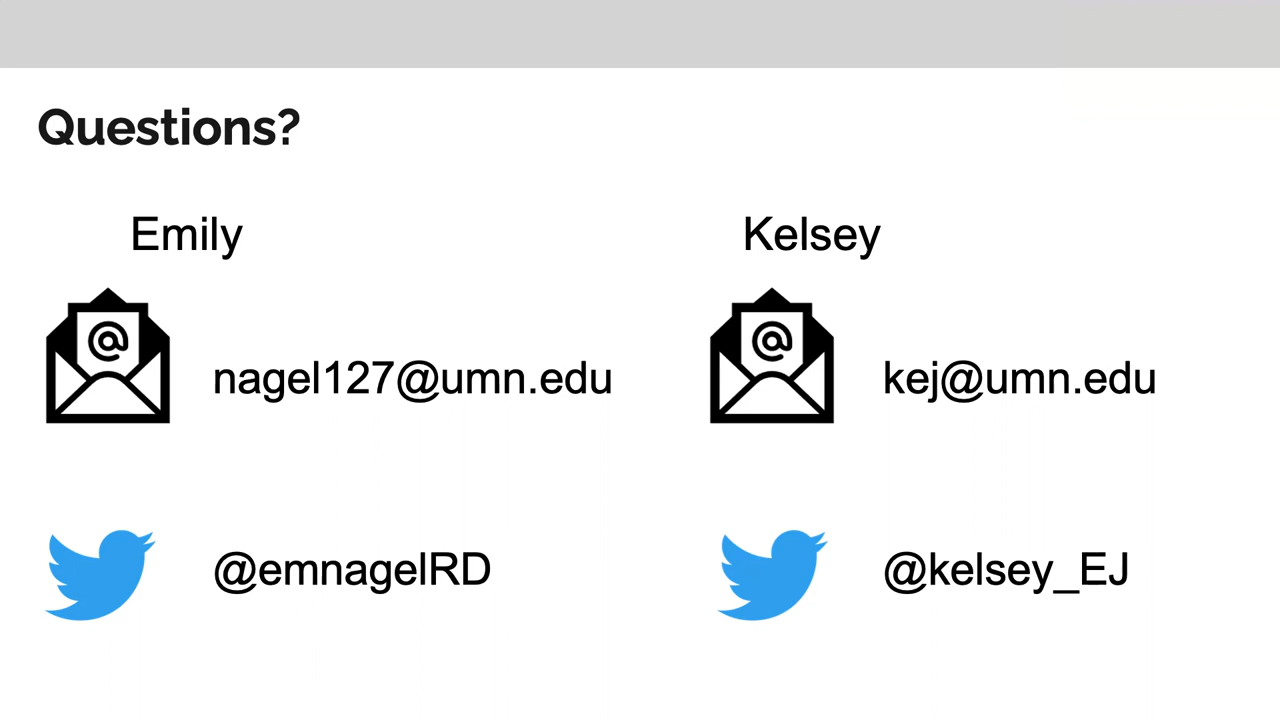 Questions?
Emily
@
nagel127@umn.edu
@emnagelRD
Kelsey
@
kej@umn.edu
@kelsey_EJ